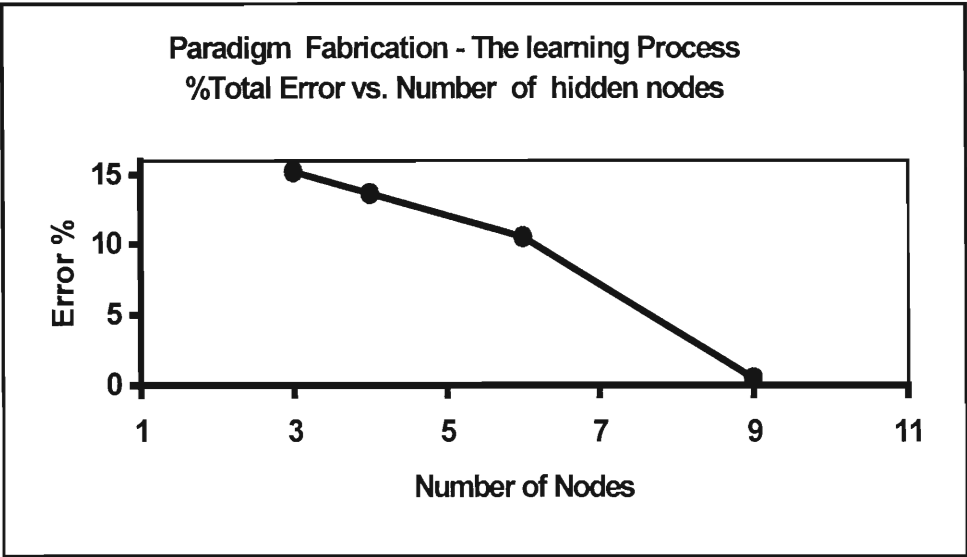 Paradigm Fabrication - The learning Process
%Total Error vs. Number of hidden nodes
15
10
5
0
Error %
1 3 5 7 9 11
Number of Nodes